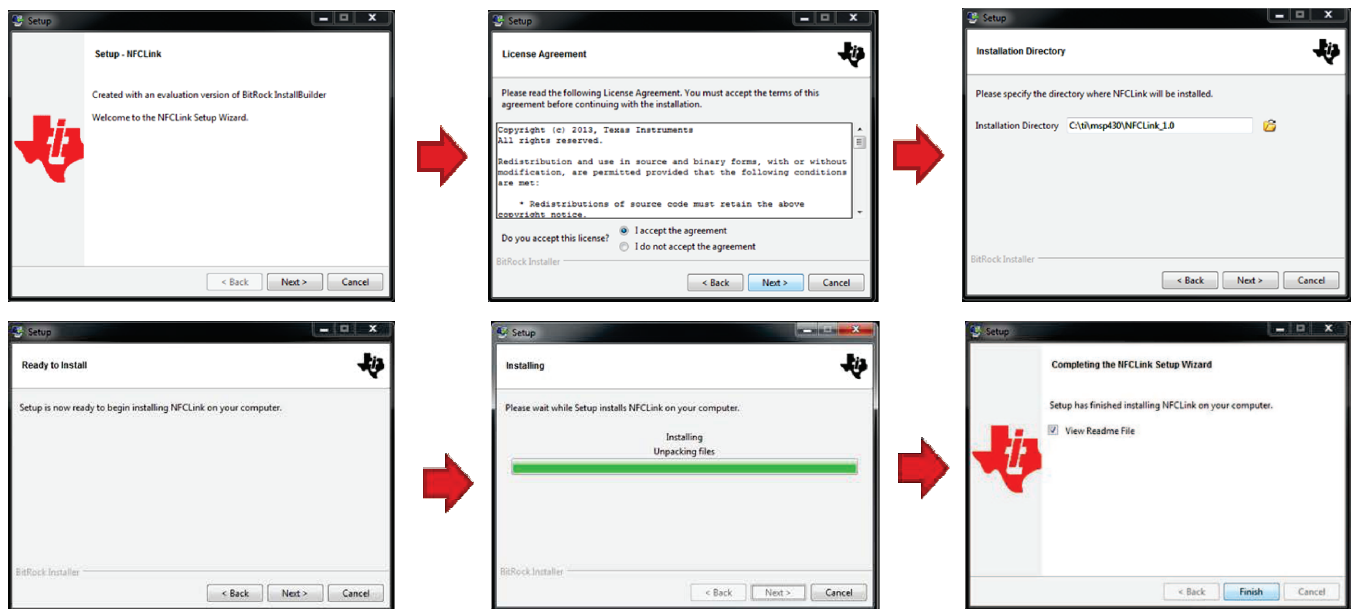 Setup
Setup - NFCLink
Created with an evaluation version of BitRock InstallBuilder
Welcome to the NFCLink Setup Wizard.
< Back Next > Cancel
Setup
License Agreement
Please read the following License Agreement. You must accept the terms of this
agreement before continuing with the installation.
Copyright (c) 2013, Texas Instruments
All rights reserved.
Redistribution and use in source and binary forms, with or without
modification, are permitted provided that the following conditions
are met:
* Redistributions of source code must retain the above
copyright notice.
Do you accept this license?
I accept the agreement
I do not accept the agreement
BitRock Installer
< Back Next > Cancel
Setup
Installation Directory
Please specify the directory where NFCLink will be installed.
Installation Directory C:\ti\msp430\NFCLink_1.0
BitRock Installer
< Back Next > Cancel
Setup
Ready to Install
Setup is now ready to begin installing NFCLink on your computer.
BitRock Installer
< Back Next > Cancel
Setup
Installing
Please wait while Setup installs NFCLink on your computer.
Installing
Unpacking files
BitRock Installer
< Back Next > Cancel
Setup
Completing the NFCLink Setup Wizard
Setup has finished installing NFCLink on your computer.
View Readme File
< Back Finish Cancel